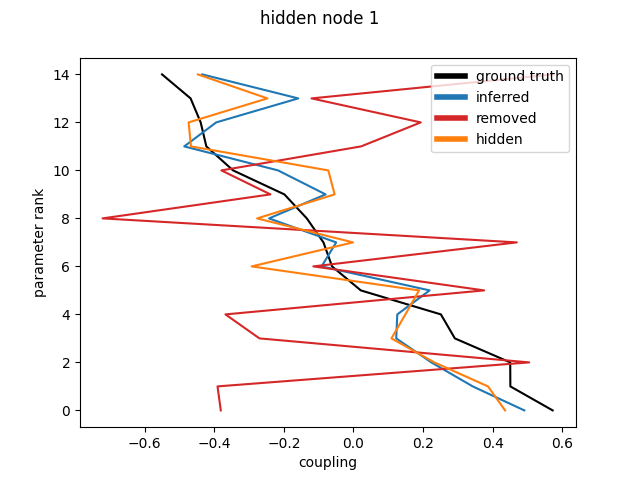 hidden node 1
ground truth
inferred
removed
hidden
14
12
10
8
6
4
2
0
parameter rank
−0.6
−0.4
−0.2
0.0
0.2
0.4
0.6
coupling